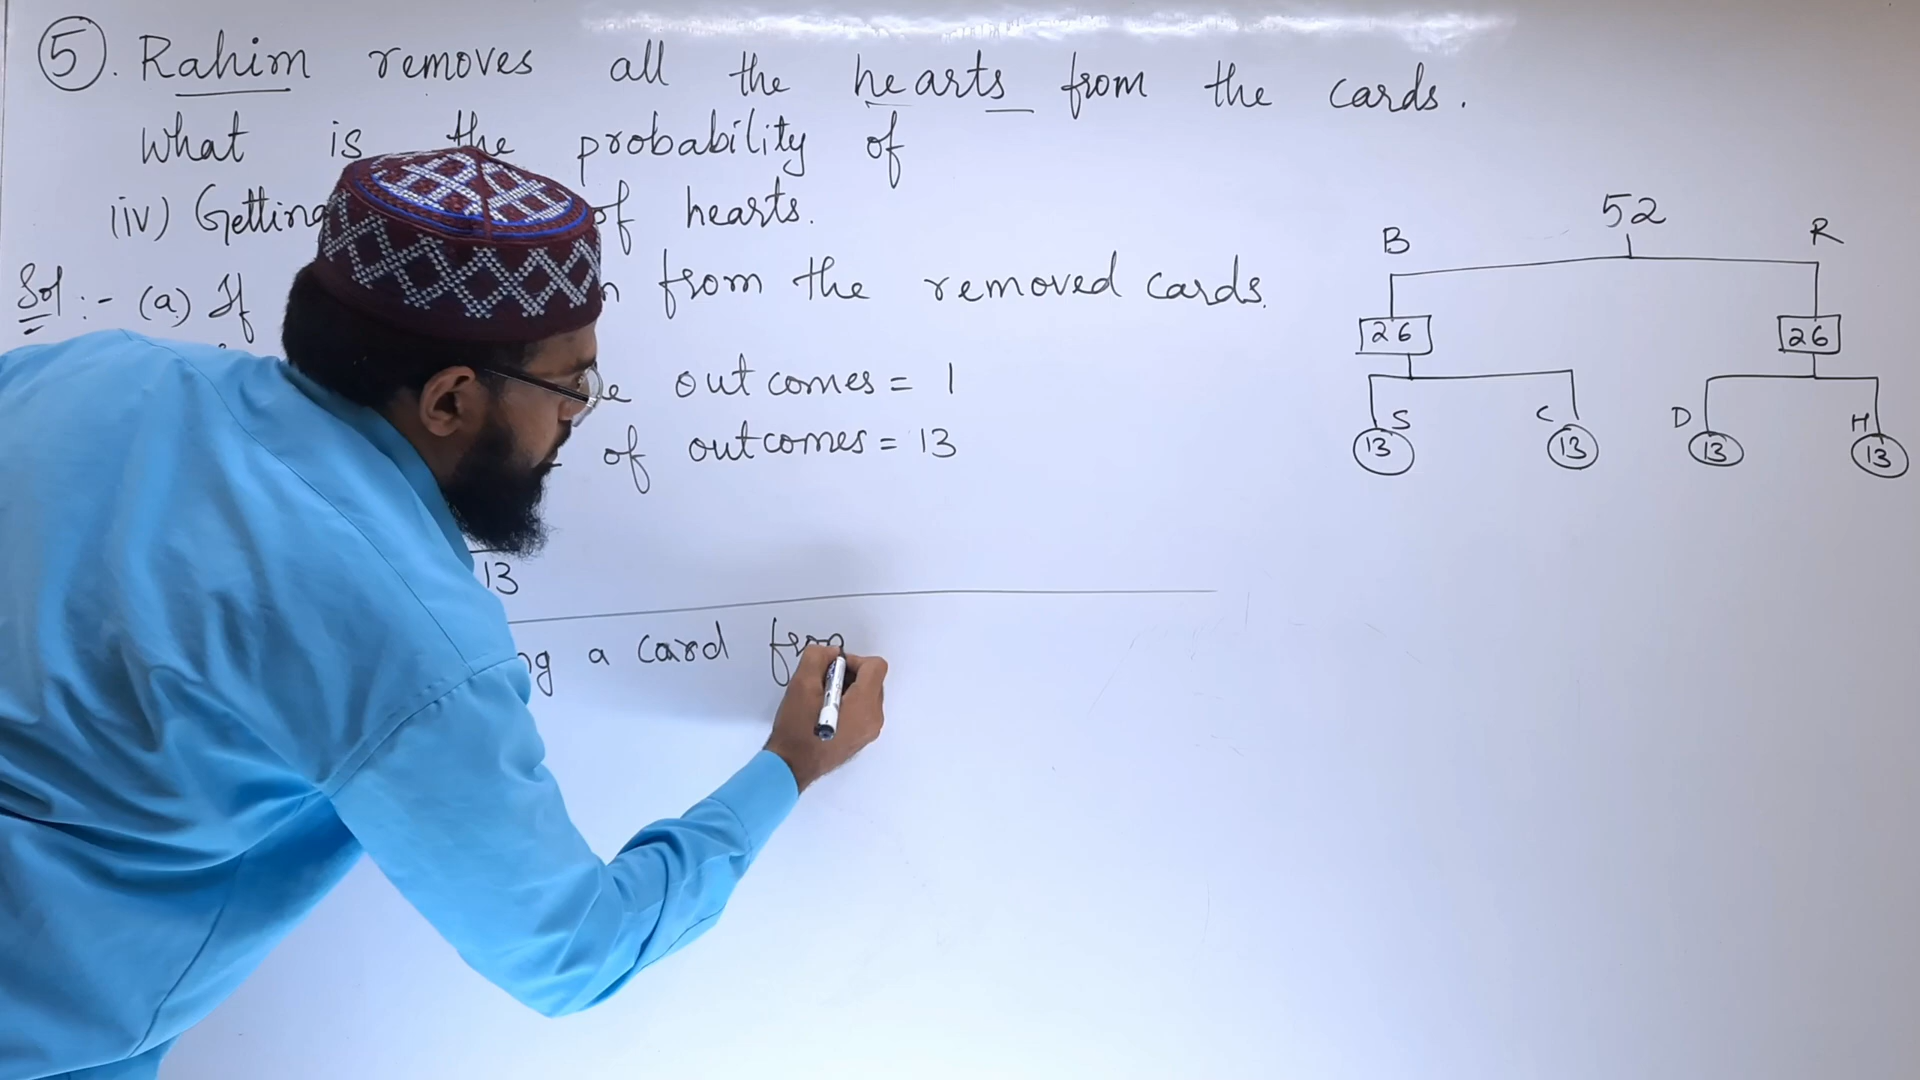 5. Rahim removes all the hearts from the cards.
What is the probability of
(iv) Getting of hearts.
Sol :- (a) If from the removed cards.
outcomes = 1
of outcomes = 13
13
a card from
52
B R
26 26
S C D H
13 13 13 13